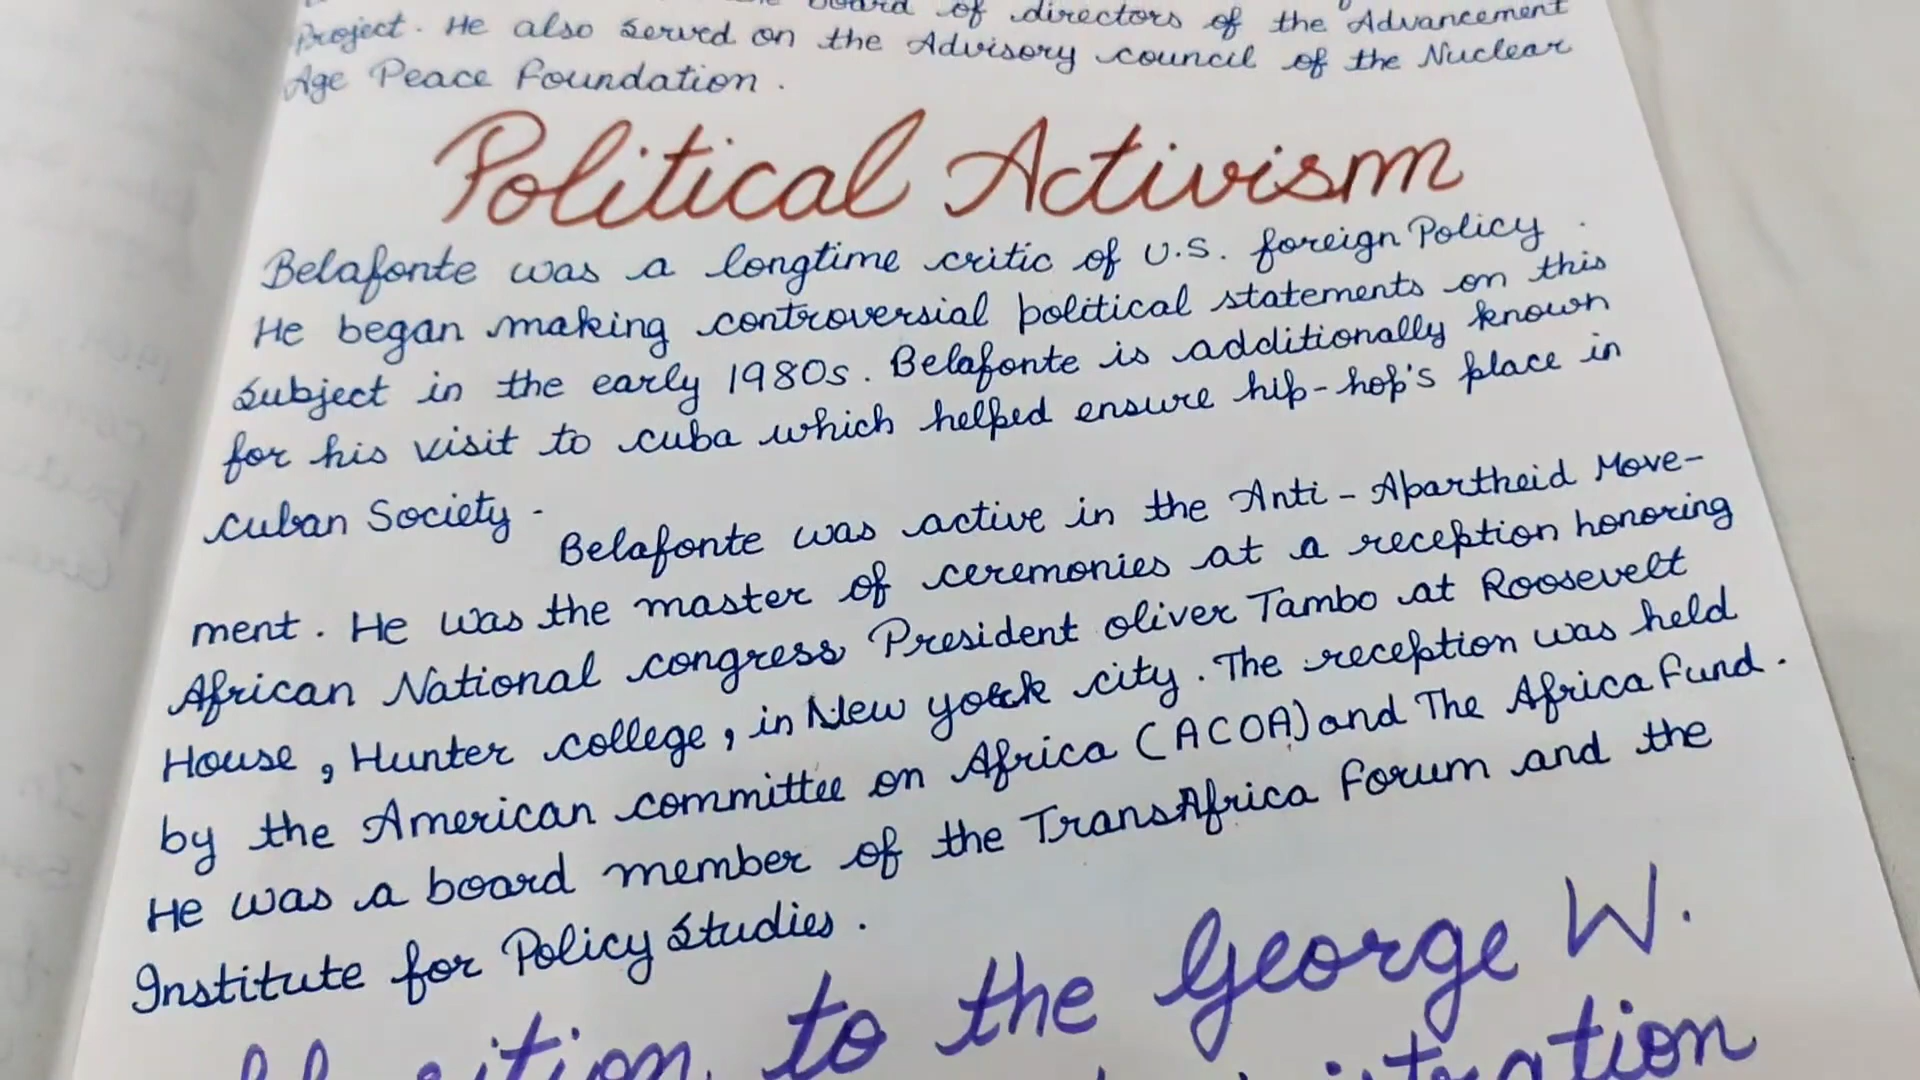 board of directors of the Advancement
Project. He also served on the Advisory council of the Nuclear
Age Peace Foundation.
Political Activism
Belafonte was a longtime critic of U.S. foreign Policy.
He began making controversial political statements on this
subject in the early 1980s. Belafonte is additionally known
for his visit to cuba which helped ensure hip-hop's place in
cuban Society.
Belafonte was active in the Anti-Apartheid Move-
ment. He was the master of ceremonies at a reception honoring
African National congress President oliver Tambo at Roosevelt
House, Hunter college, in New york city. The reception was held
by the American committee on Africa (ACOA) and The Africa Fund.
He was a board member of the TransAfrica Forum and the
Institute for Policy studies.
to the George W.